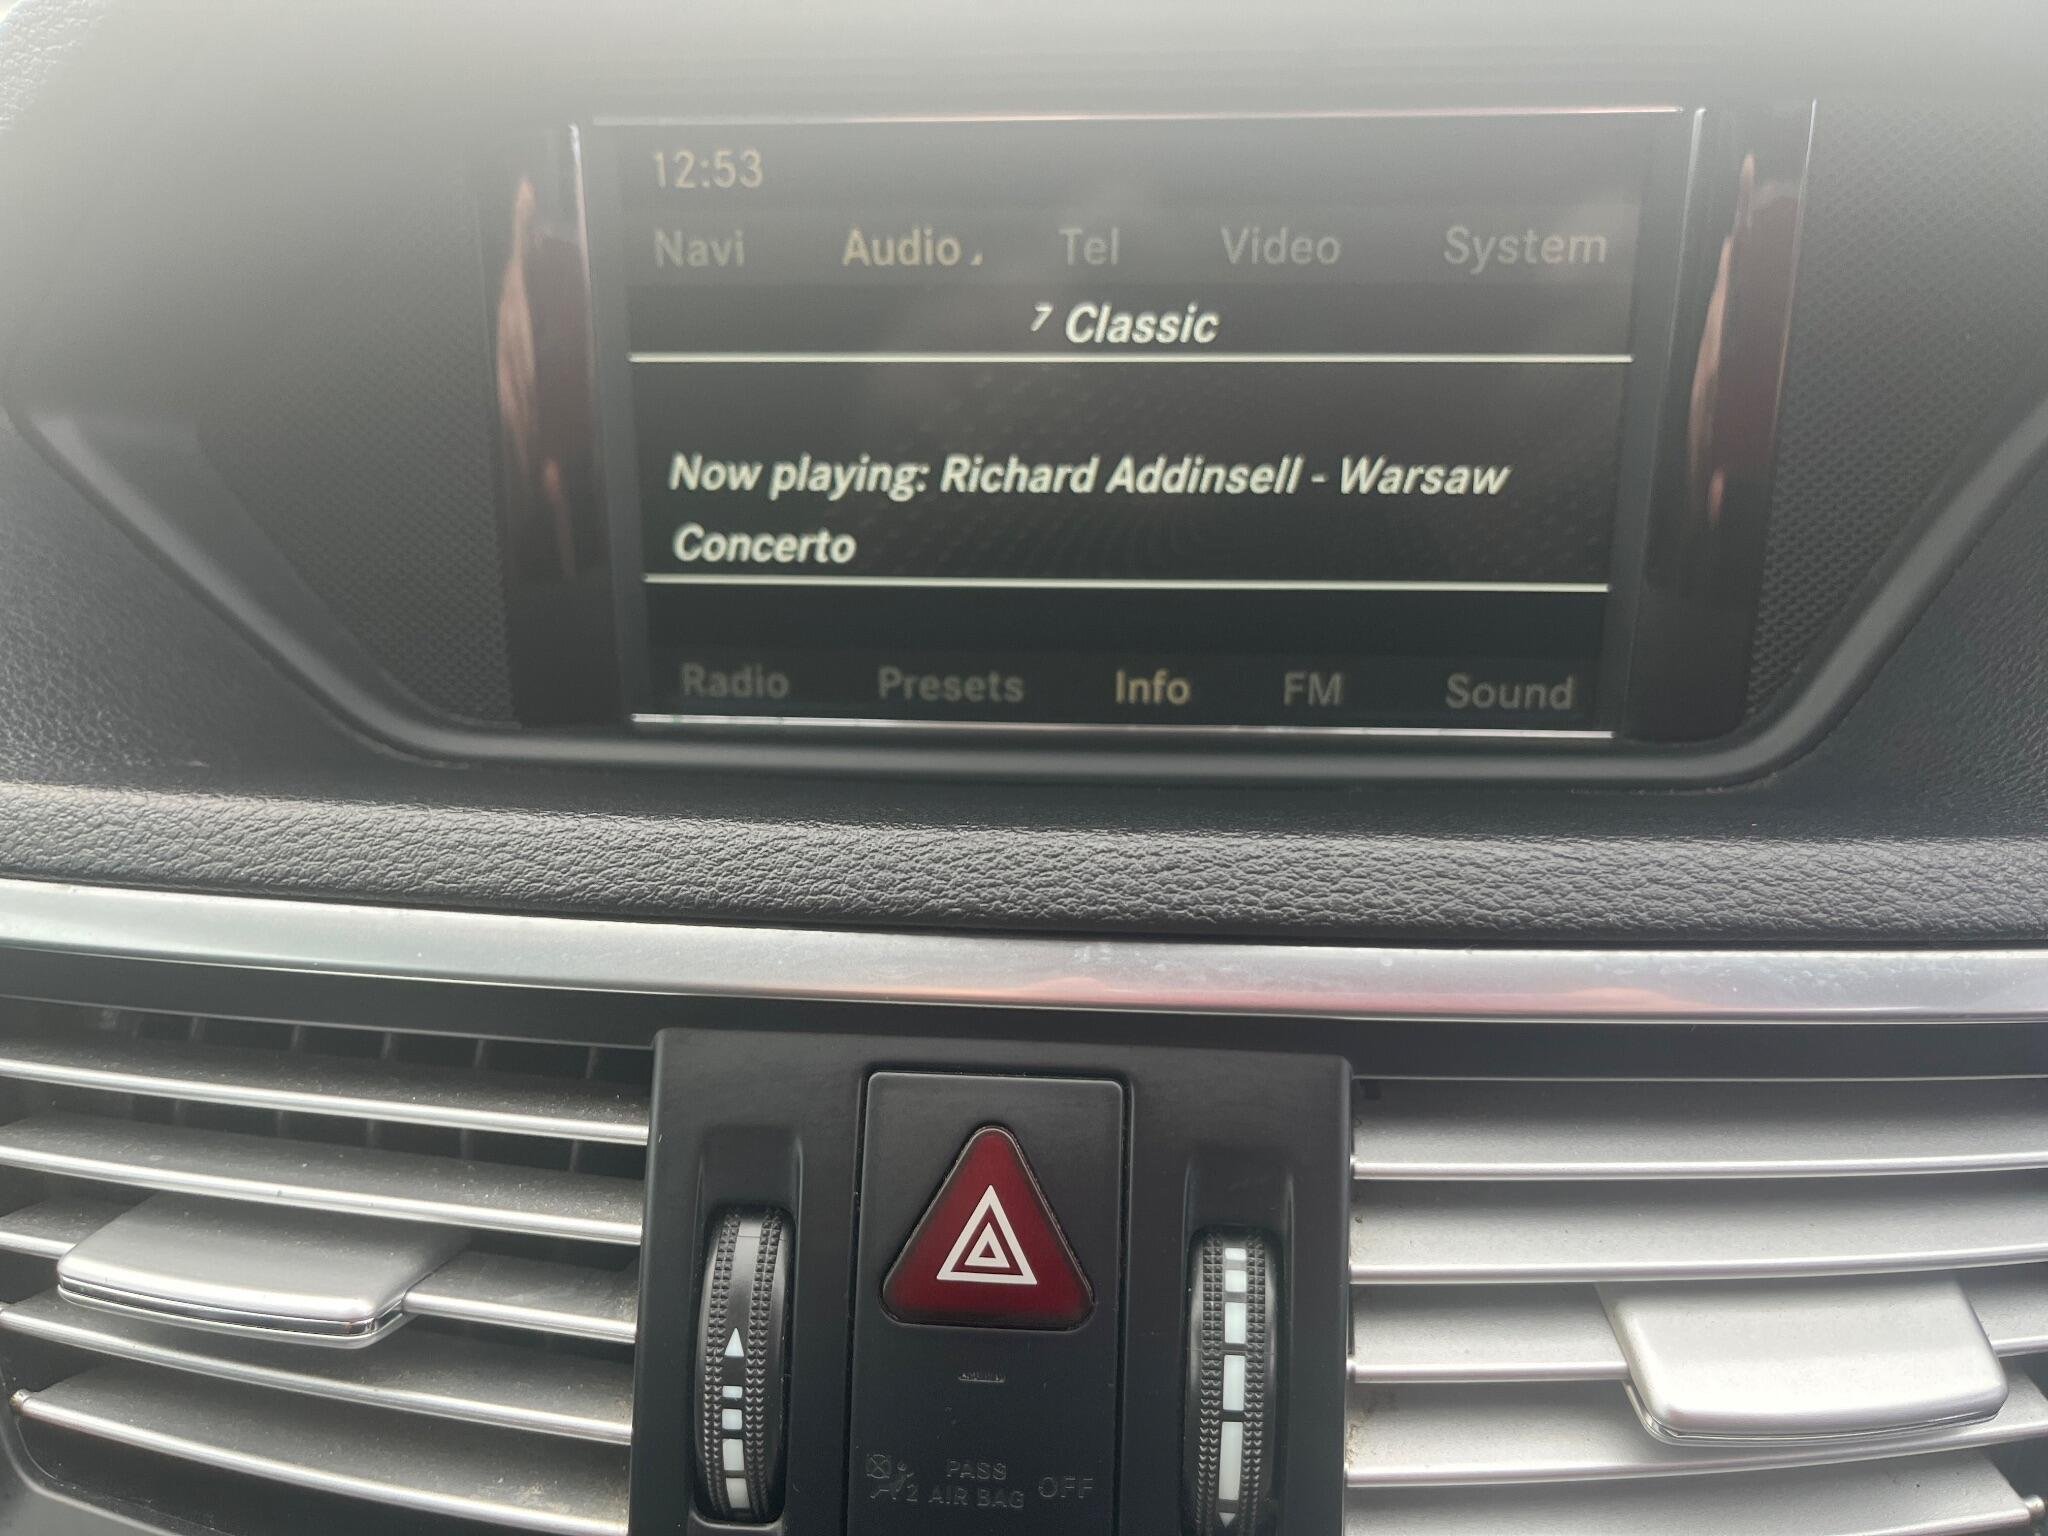 12:53
Navi Audio Tel Video System
7 Classic
Now playing: Richard Addinsell - Warsaw
Concerto
Radio Presets Info FM Sound
PASS
2 AIR BAG OFF